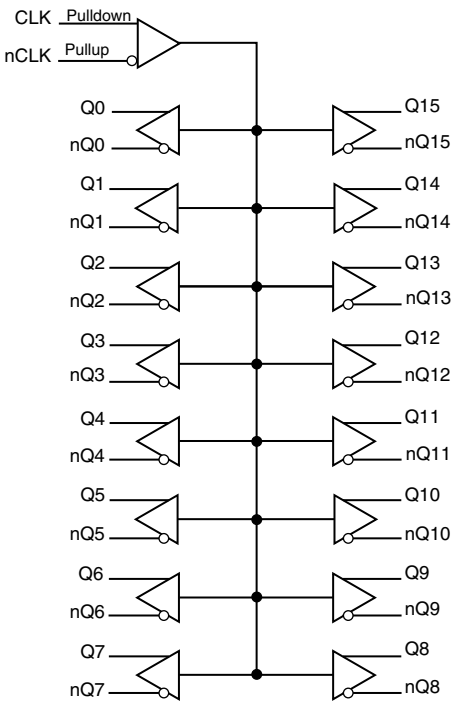 CLK Pulldown
nCLK Pullup
Q0 Q15
nQ0 nQ15
Q1 Q14
nQ1 nQ14
Q2 Q13
nQ2 nQ13
Q3 Q12
nQ3 nQ12
Q4 Q11
nQ4 nQ11
Q5 Q10
nQ5 nQ10
Q6 Q9
nQ6 nQ9
Q7 Q8
nQ7 nQ8